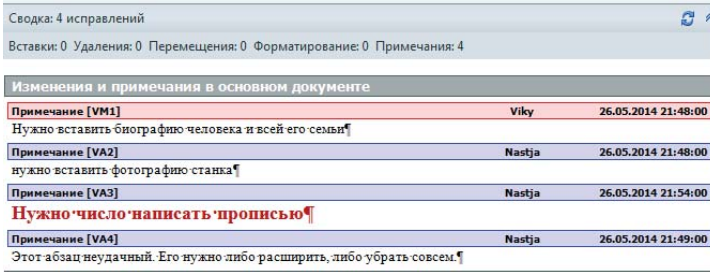 Сводка: 4 исправлений
Вставки: 0 Удаления: 0 Перемещения: 0 Форматирование: 0 Примечания: 4
Изменения и примечания в основном документе
Примечание [VM1] Viky 26.05.2014 21:48:00
Нужно·вставить·биографию·человека·и·всей·его·семьи¶
Примечание [VA2] Nastja 26.05.2014 21:48:00
нужно·вставить·фотографию·станка¶
Примечание [VA3] Nastja 26.05.2014 21:54:00
Нужно·число·написать·прописью¶
Примечание [VA4] Nastja 26.05.2014 21:49:00
Этот·абзац·неудачный.·Его·нужно·либо·расширить,·либо·убрать·совсем.¶